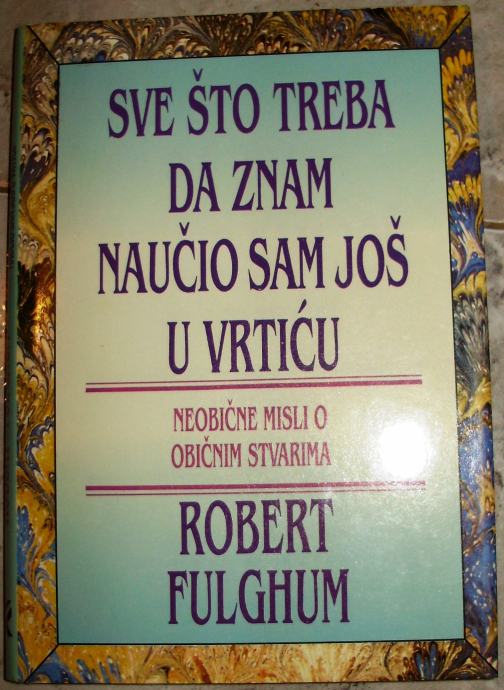 SVE ŠTO TREBA
DA ZNAM
NAUČIO SAM JOŠ
U VRTIĆU
NEOBIČNE MISLI O
OBIČNIM STVARIMA
ROBERT
FULGHUM